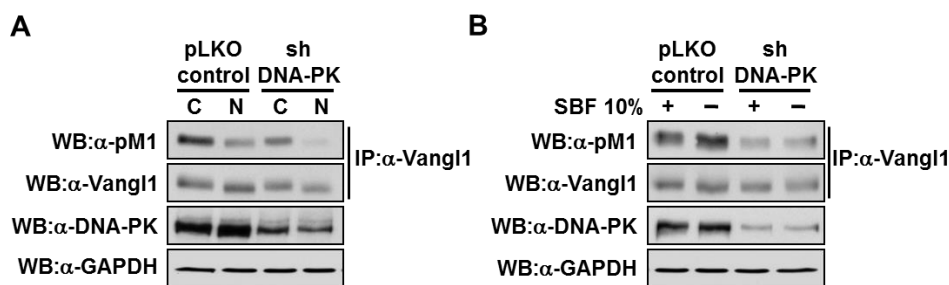 A
pLKO control
sh DNA-PK
C N C N
WB:α-pM1
IP:α-Vangl1
WB:α-Vangl1
WB:α-DNA-PK
WB:α-GAPDH
B
pLKO control
sh DNA-PK
SBF 10% + − + −
WB:α-pM1
IP:α-Vangl1
WB:α-Vangl1
WB:α-DNA-PK
WB:α-GAPDH